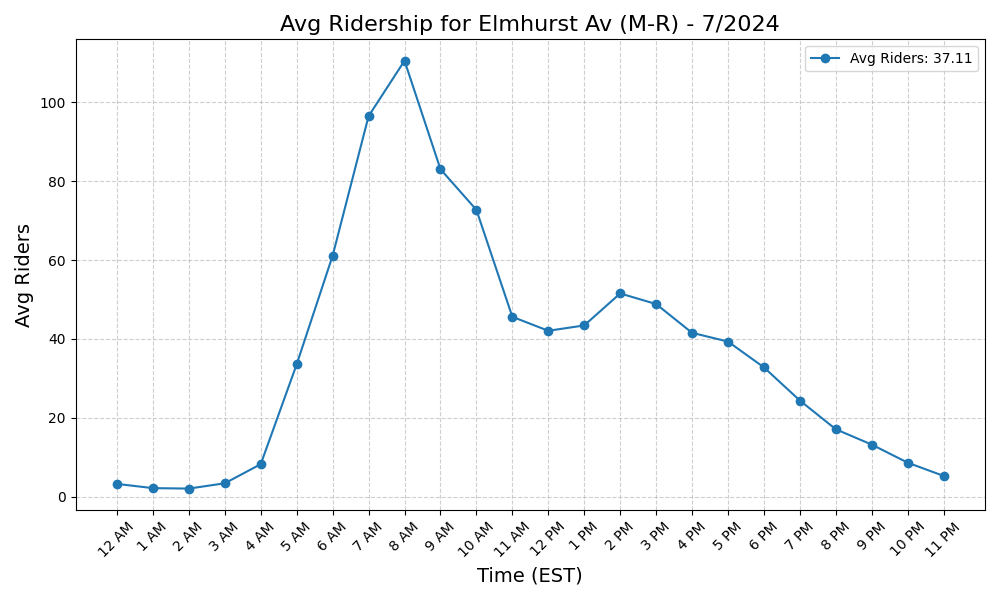 Avg Ridership for Elmhurst Av (M-R) - 7/2024
Avg Riders: 37.11
Avg Riders
100
80
60
40
20
0
12 AM
1 AM
2 AM
3 AM
4 AM
5 AM
6 AM
7 AM
8 AM
9 AM
10 AM
11 AM
12 PM
1 PM
2 PM
3 PM
4 PM
5 PM
6 PM
7 PM
8 PM
9 PM
10 PM
11 PM
Time (EST)